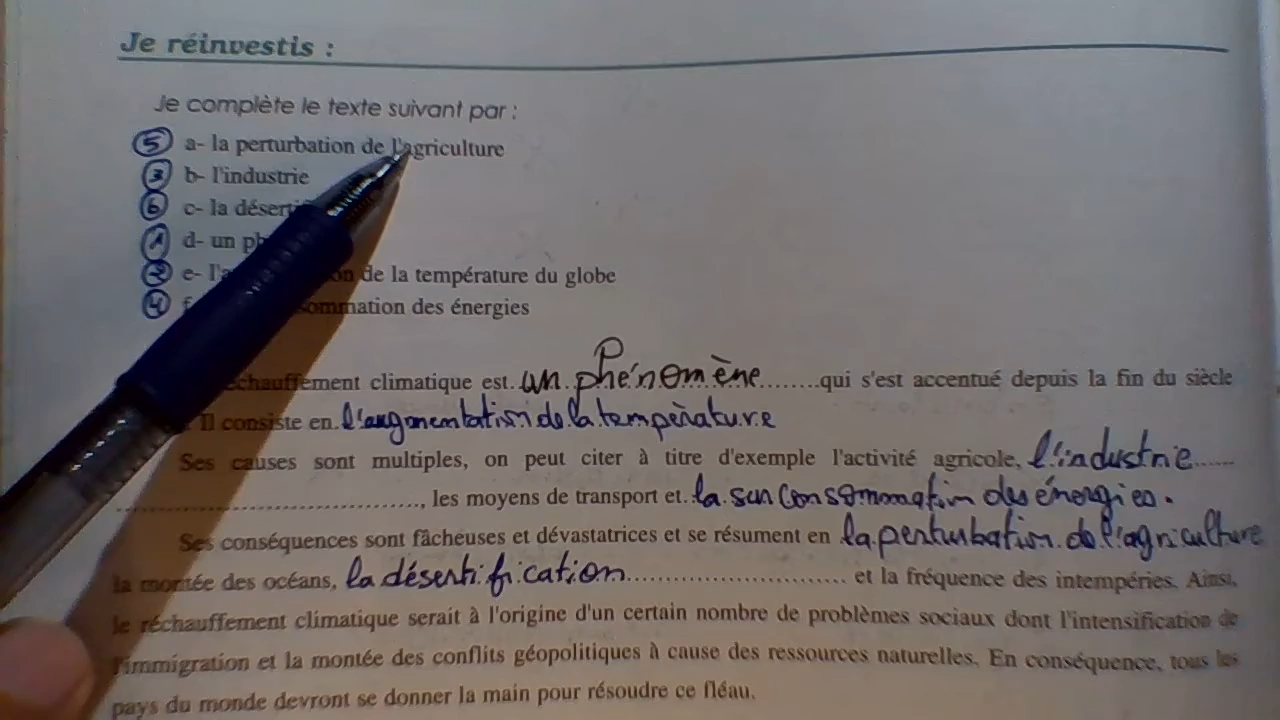 Je réinvestis :
Je complète le texte suivant par :
5 a- la perturbation de l'agriculture
3 b- l'industrie
6 c- la
1 d- un
2 e- de la température du globe
4 des énergies
climatique est un phénomène qui s'est accentué depuis la fin du siècle
Il consiste en l'augmentation de la température
Ses causes sont multiples, on peut citer à titre d'exemple l'activité agricole, l'industrie
, les moyens de transport et la surconsommation des énergies.
Ses conséquences sont fâcheuses et dévastatrices et se résument en la perturbation de l'agriculture
la montée des océans, la désertification et la fréquence des intempéries. Ainsi,
le réchauffement climatique serait à l'origine d'un certain nombre de problèmes sociaux dont l'intensification de
l'immigration et la montée des conflits géopolitiques à cause des ressources naturelles. En conséquence, tous les
pays du monde devront se donner la main pour résoudre ce fléau.